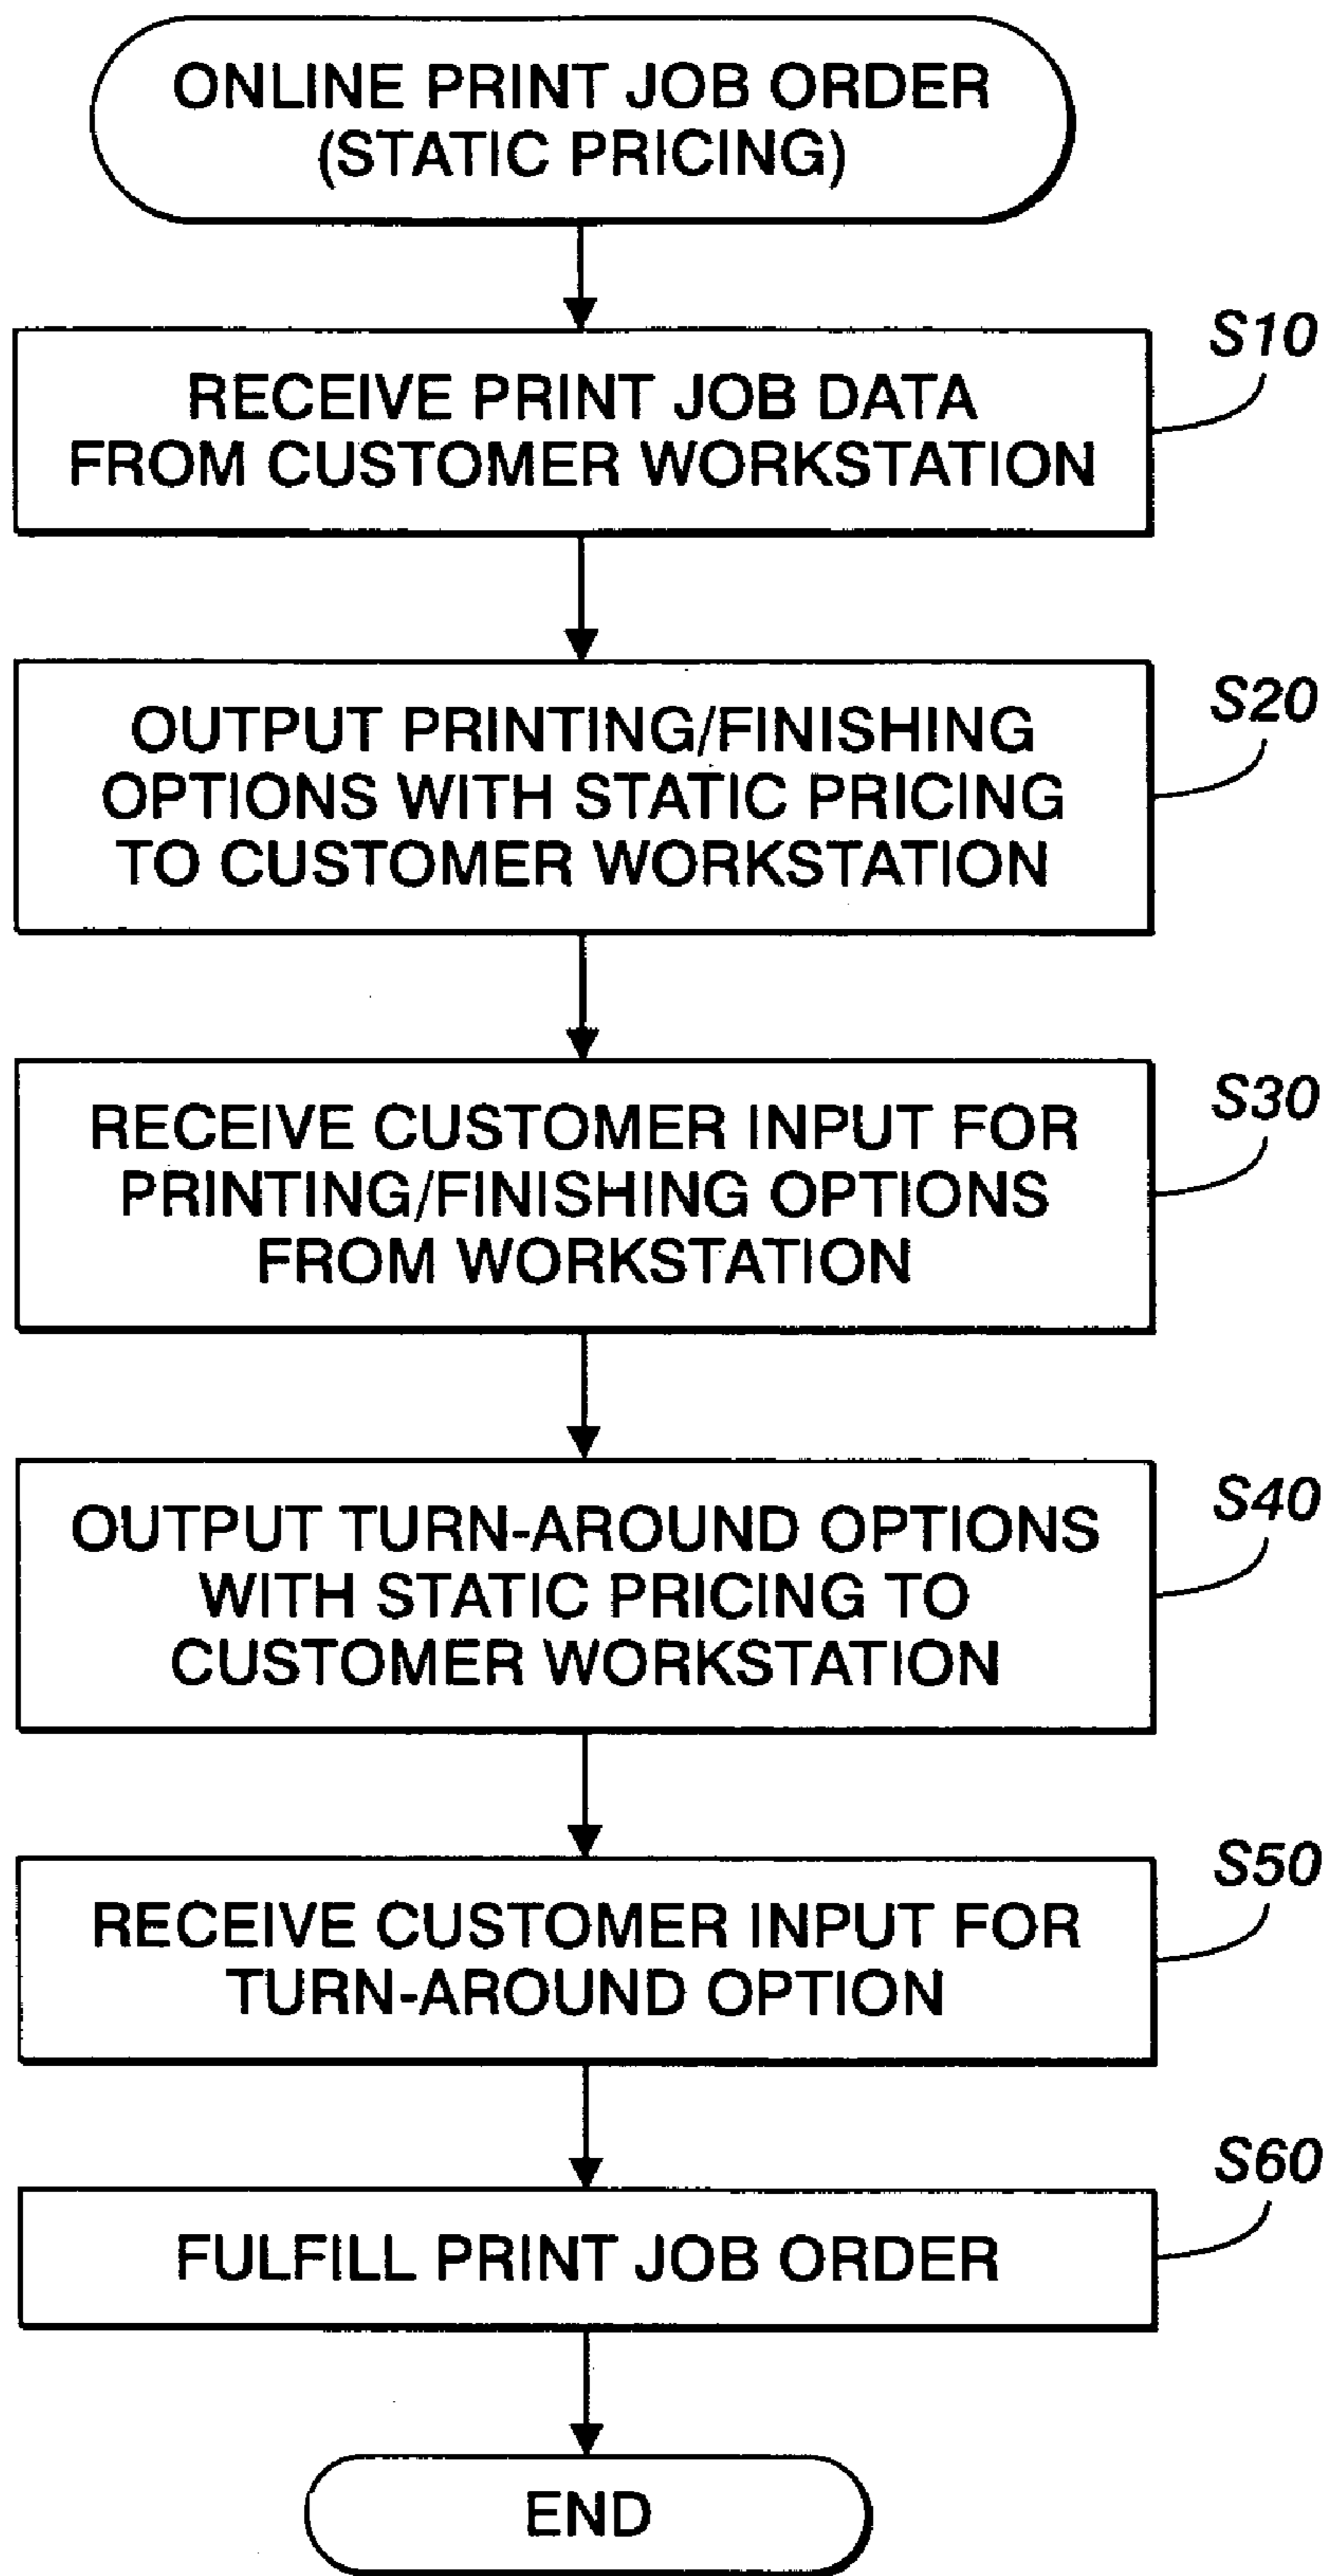 ONLINE PRINT JOB ORDER
(STATIC PRICING)
S10
RECEIVE PRINT JOB DATA
FROM CUSTOMER WORKSTATION
S20
OUTPUT PRINTING/FINISHING
OPTIONS WITH STATIC PRICING
TO CUSTOMER WORKSTATION
S30
RECEIVE CUSTOMER INPUT FOR
PRINTING/FINISHING OPTIONS
FROM WORKSTATION
S40
OUTPUT TURN-AROUND OPTIONS
WITH STATIC PRICING TO
CUSTOMER WORKSTATION
S50
RECEIVE CUSTOMER INPUT FOR
TURN-AROUND OPTION
S60
FULFILL PRINT JOB ORDER
END